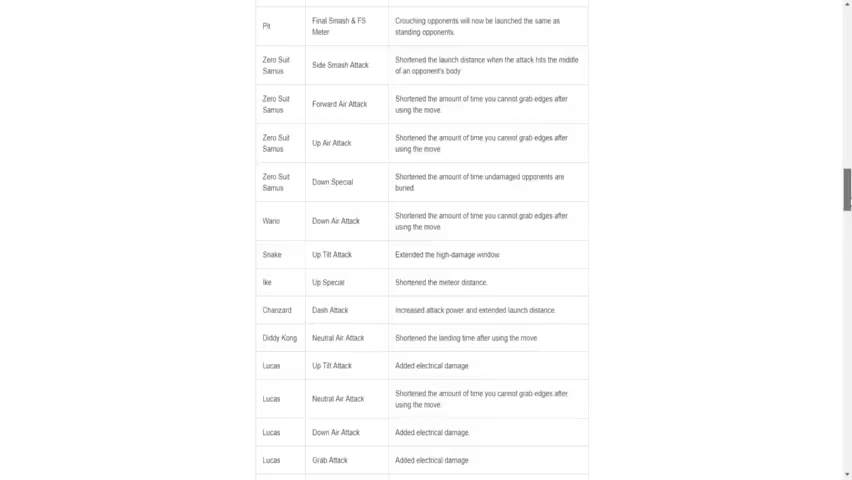 Pit
Final Smash & FS
Meter
Crouching opponents will now be launched the same as
standing opponents.
Zero Suit
Samus
Side Smash Attack
Shortened the launch distance when the attack hits the middle
of an opponent's body
Zero Suit
Samus
Forward Air Attack
Shortened the amount of time you cannot grab edges after
using the move.
Zero Suit
Samus
Up Air Attack
Shortened the amount of time you cannot grab edges after
using the move
Zero Suit
Samus
Down Special
Shortened the amount of time undamaged opponents are
buried.
Wario
Down Air Attack
Shortened the amount of time you cannot grab edges after
using the move
Snake
Up Tilt Attack
Extended the high-damage window.
Ike
Up Special
Shortened the meteor distance.
Charizard
Dash Attack
Increased attack power and extended launch distance.
Diddy Kong
Neutral Air Attack
Shortened the landing time after using the move.
Lucas
Up Tilt Attack
Added electrical damage
Lucas
Neutral Air Attack
Shortened the amount of time you cannot grab edges after
using the move.
Lucas
Down Air Attack
Added electrical damage.
Lucas
Grab Attack
Added electrical damage